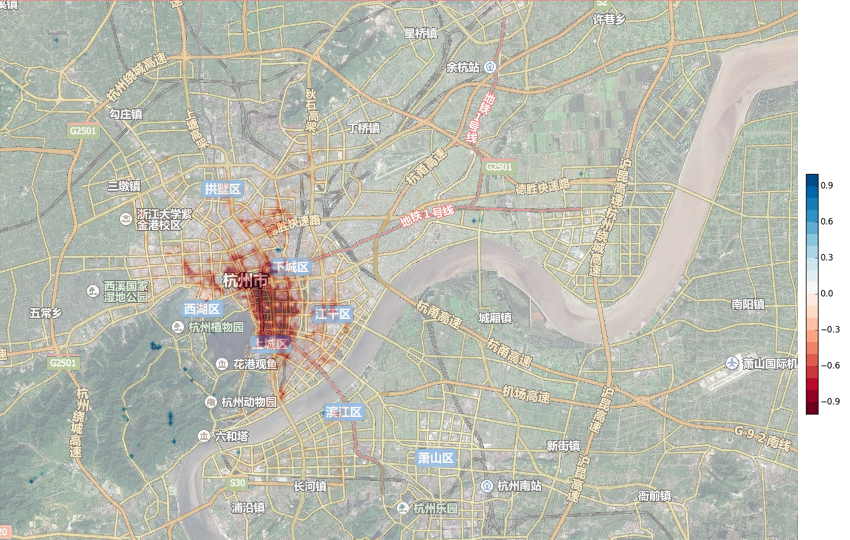 溪镇
S2
许巷乡
星桥镇
余杭站
杭州绕城高速
地铁1号线
勾庄镇
上塘高架
秋石高架
丁桥镇
G2501
杭甬高速
G2501
沪昆高速
三墩镇
拱墅区
德胜快速路
浙江大学紫
金港校区
德胜快速路
地铁1号线
杭州绕城高速
下城区
西溪国家
湿地公园
杭州市
五常乡
西湖区
江干区
杭甬高速
城厢镇
南阳镇
杭州植物园
上城区
杭甬高速
G2501
花港观鱼
萧山国际机
杭州绕城高速
杭州动物园
滨江区
机场高速
沪昆高速
六和塔
G92南线
新街镇
萧山区
沪昆高速
S30
长河镇
杭州南站
衙前镇
浦沿镇
杭州乐园
20
0.9
0.6
0.3
0.0
−0.3
−0.6
−0.9